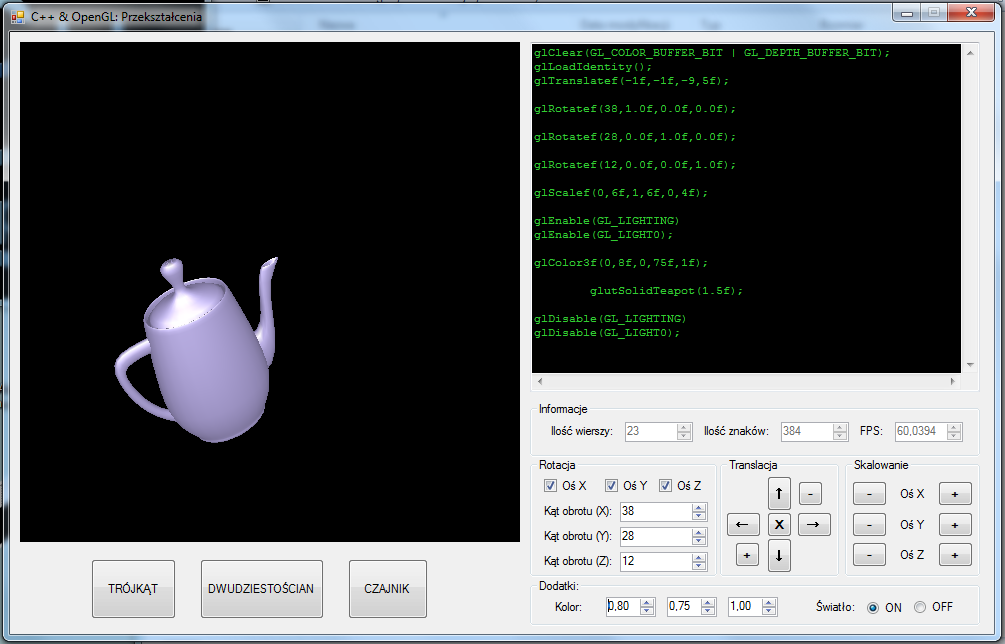 C++ & OpenGL: Przekształcenia
glClear(GL_COLOR_BUFFER_BIT | GL_DEPTH_BUFFER_BIT);
glLoadIdentity();
glTranslatef(-1f,-1f,-9,5f);
glRotatef(38,1.0f,0.0f,0.0f);
glRotatef(28,0.0f,1.0f,0.0f);
glRotatef(12,0.0f,0.0f,1.0f);
glScalef(0,6f,1,6f,0,4f);
glEnable(GL_LIGHTING)
glEnable(GL_LIGHT0);
glColor3f(0,8f,0,75f,1f);
glutSolidTeapot(1.5f);
glDisable(GL_LIGHTING)
glDisable(GL_LIGHT0);
Informacje
Ilość wierszy: 23 Ilość znaków: 384 FPS: 60,0394
Rotacja
Oś X Oś Y Oś Z
Kąt obrotu (X): 38
Kąt obrotu (Y): 28
Kąt obrotu (Z): 12
Translacja
↑ -
← X →
+ ↓
Skalowanie
- Oś X +
- Oś Y +
- Oś Z +
Dodatki:
Kolor: 0,80 0,75 1,00 Światło: ON OFF
TRÓJKĄT DWUDZIESTOŚCIAN CZAJNIK